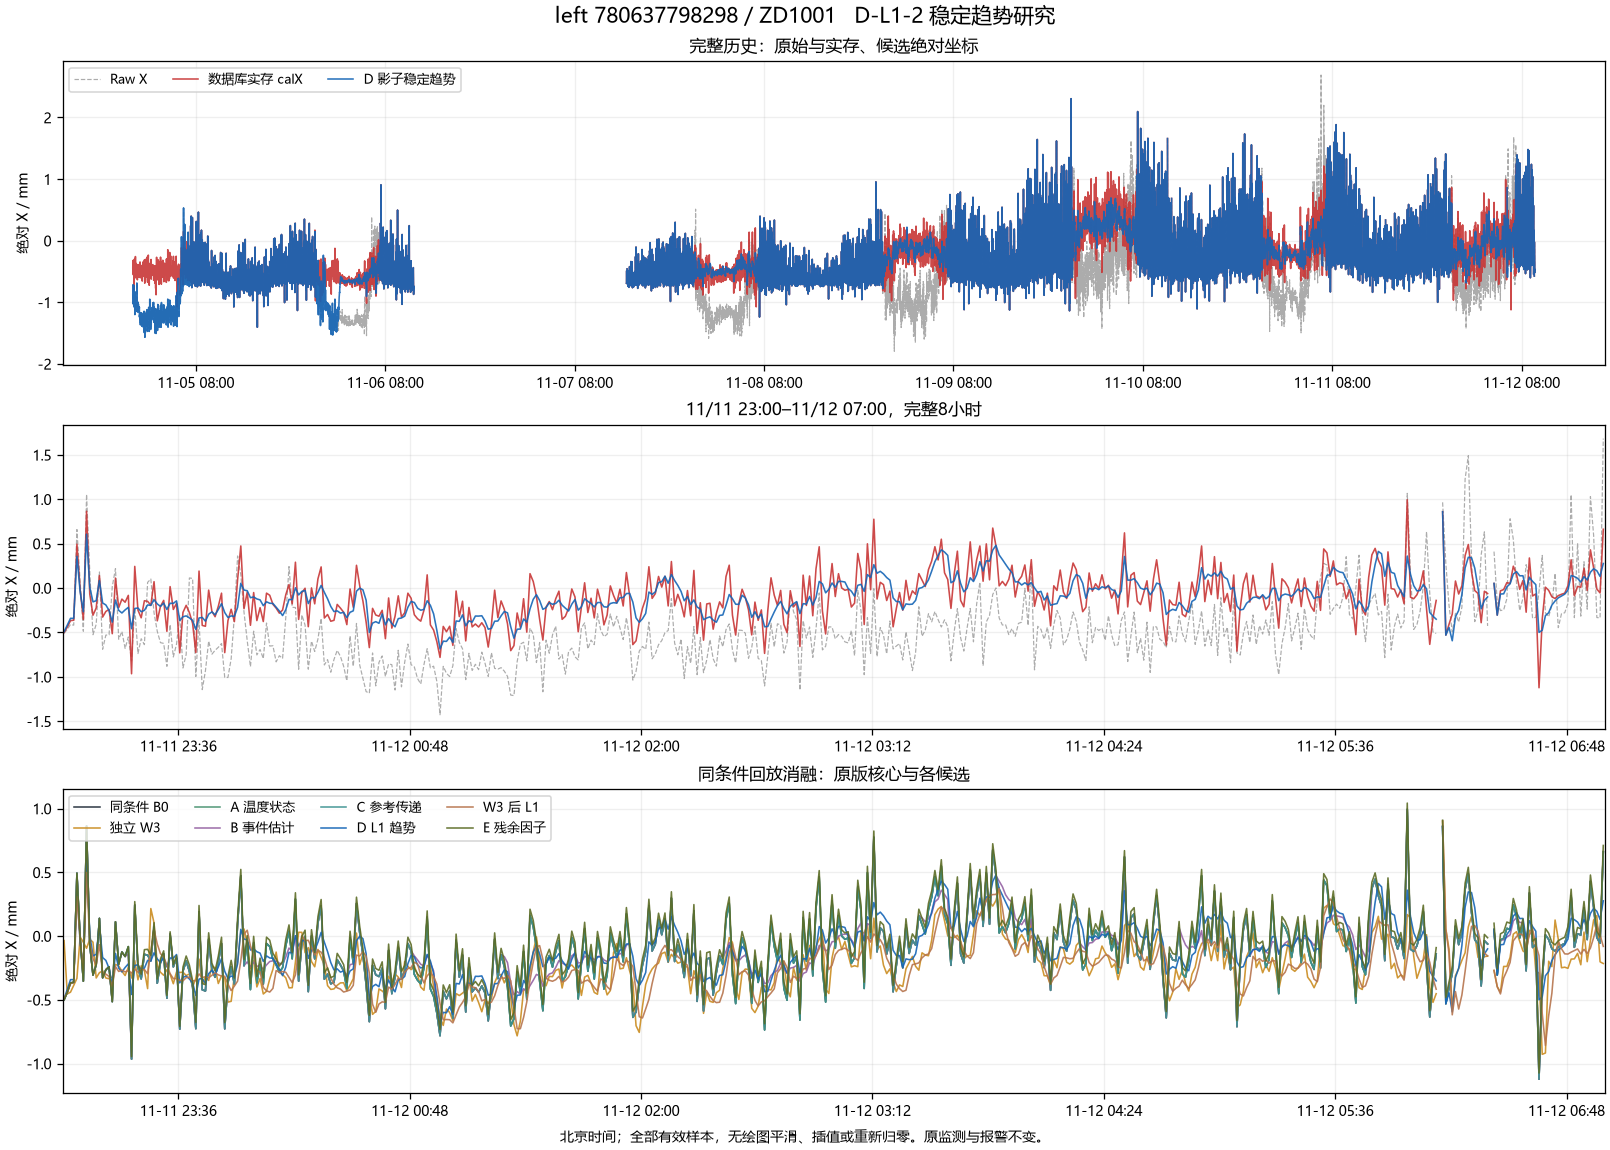 left 780637798298 / ZD1001   D-L1-2 稳定趋势研究
完整历史：原始与实存、候选绝对坐标
Raw X
数据库实存 calX
D 影子稳定趋势
绝对 X / mm
2
1
0
-1
-2
11-05 08:00
11-06 08:00
11-07 08:00
11-08 08:00
11-09 08:00
11-10 08:00
11-11 08:00
11-12 08:00
11/11 23:00–11/12 07:00，完整8小时
绝对 X / mm
1.5
1.0
0.5
0.0
-0.5
-1.0
-1.5
11-11 23:36
11-12 00:48
11-12 02:00
11-12 03:12
11-12 04:24
11-12 05:36
11-12 06:48
同条件回放消融：原版核心与各候选
同条件 B0
A 温度状态
C 参考传递
W3 后 L1
独立 W3
B 事件估计
D L1 趋势
E 残余因子
绝对 X / mm
1.0
0.5
0.0
-0.5
-1.0
11-11 23:36
11-12 00:48
11-12 02:00
11-12 03:12
11-12 04:24
11-12 05:36
11-12 06:48
北京时间；全部有效样本，无绘图平滑、插值或重新归零。原监测与报警不变。